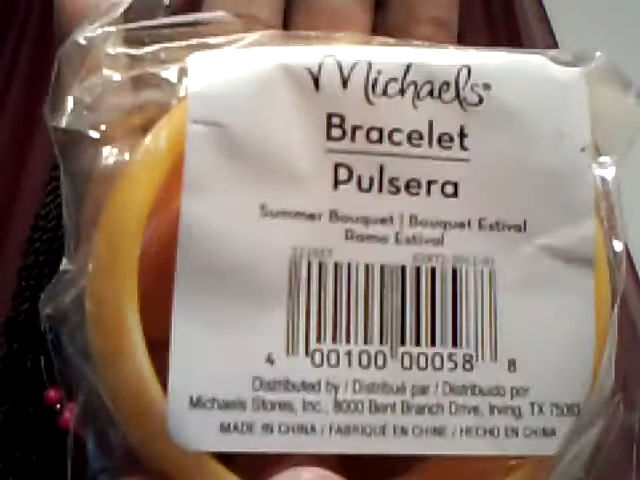 Michaels®
Bracelet
Pulsera
Summer Bouquet | Bouquet Estival
Ramo Estival
4 00100 00058 8
Distributed by / Distribué par / Distribuido por
Michaels Stores, Inc., 8000 Bent Branch Drive, Irving, TX 75063
MADE IN CHINA / FABRIQUÉ EN CHINE / HECHO EN CHINA